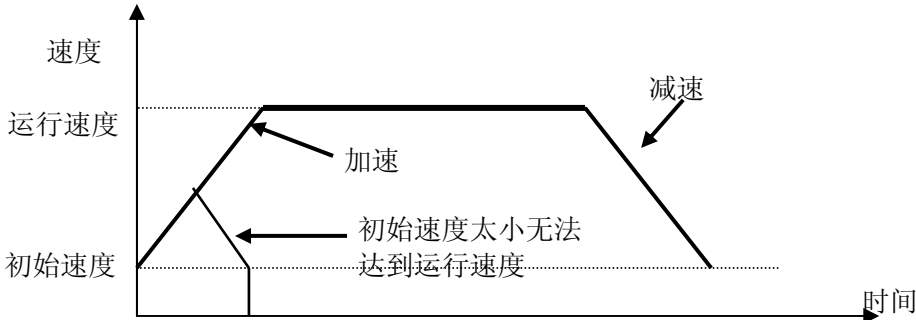 速度
减速
运行速度
加速
初始速度太小无法
达到运行速度
初始速度
时间